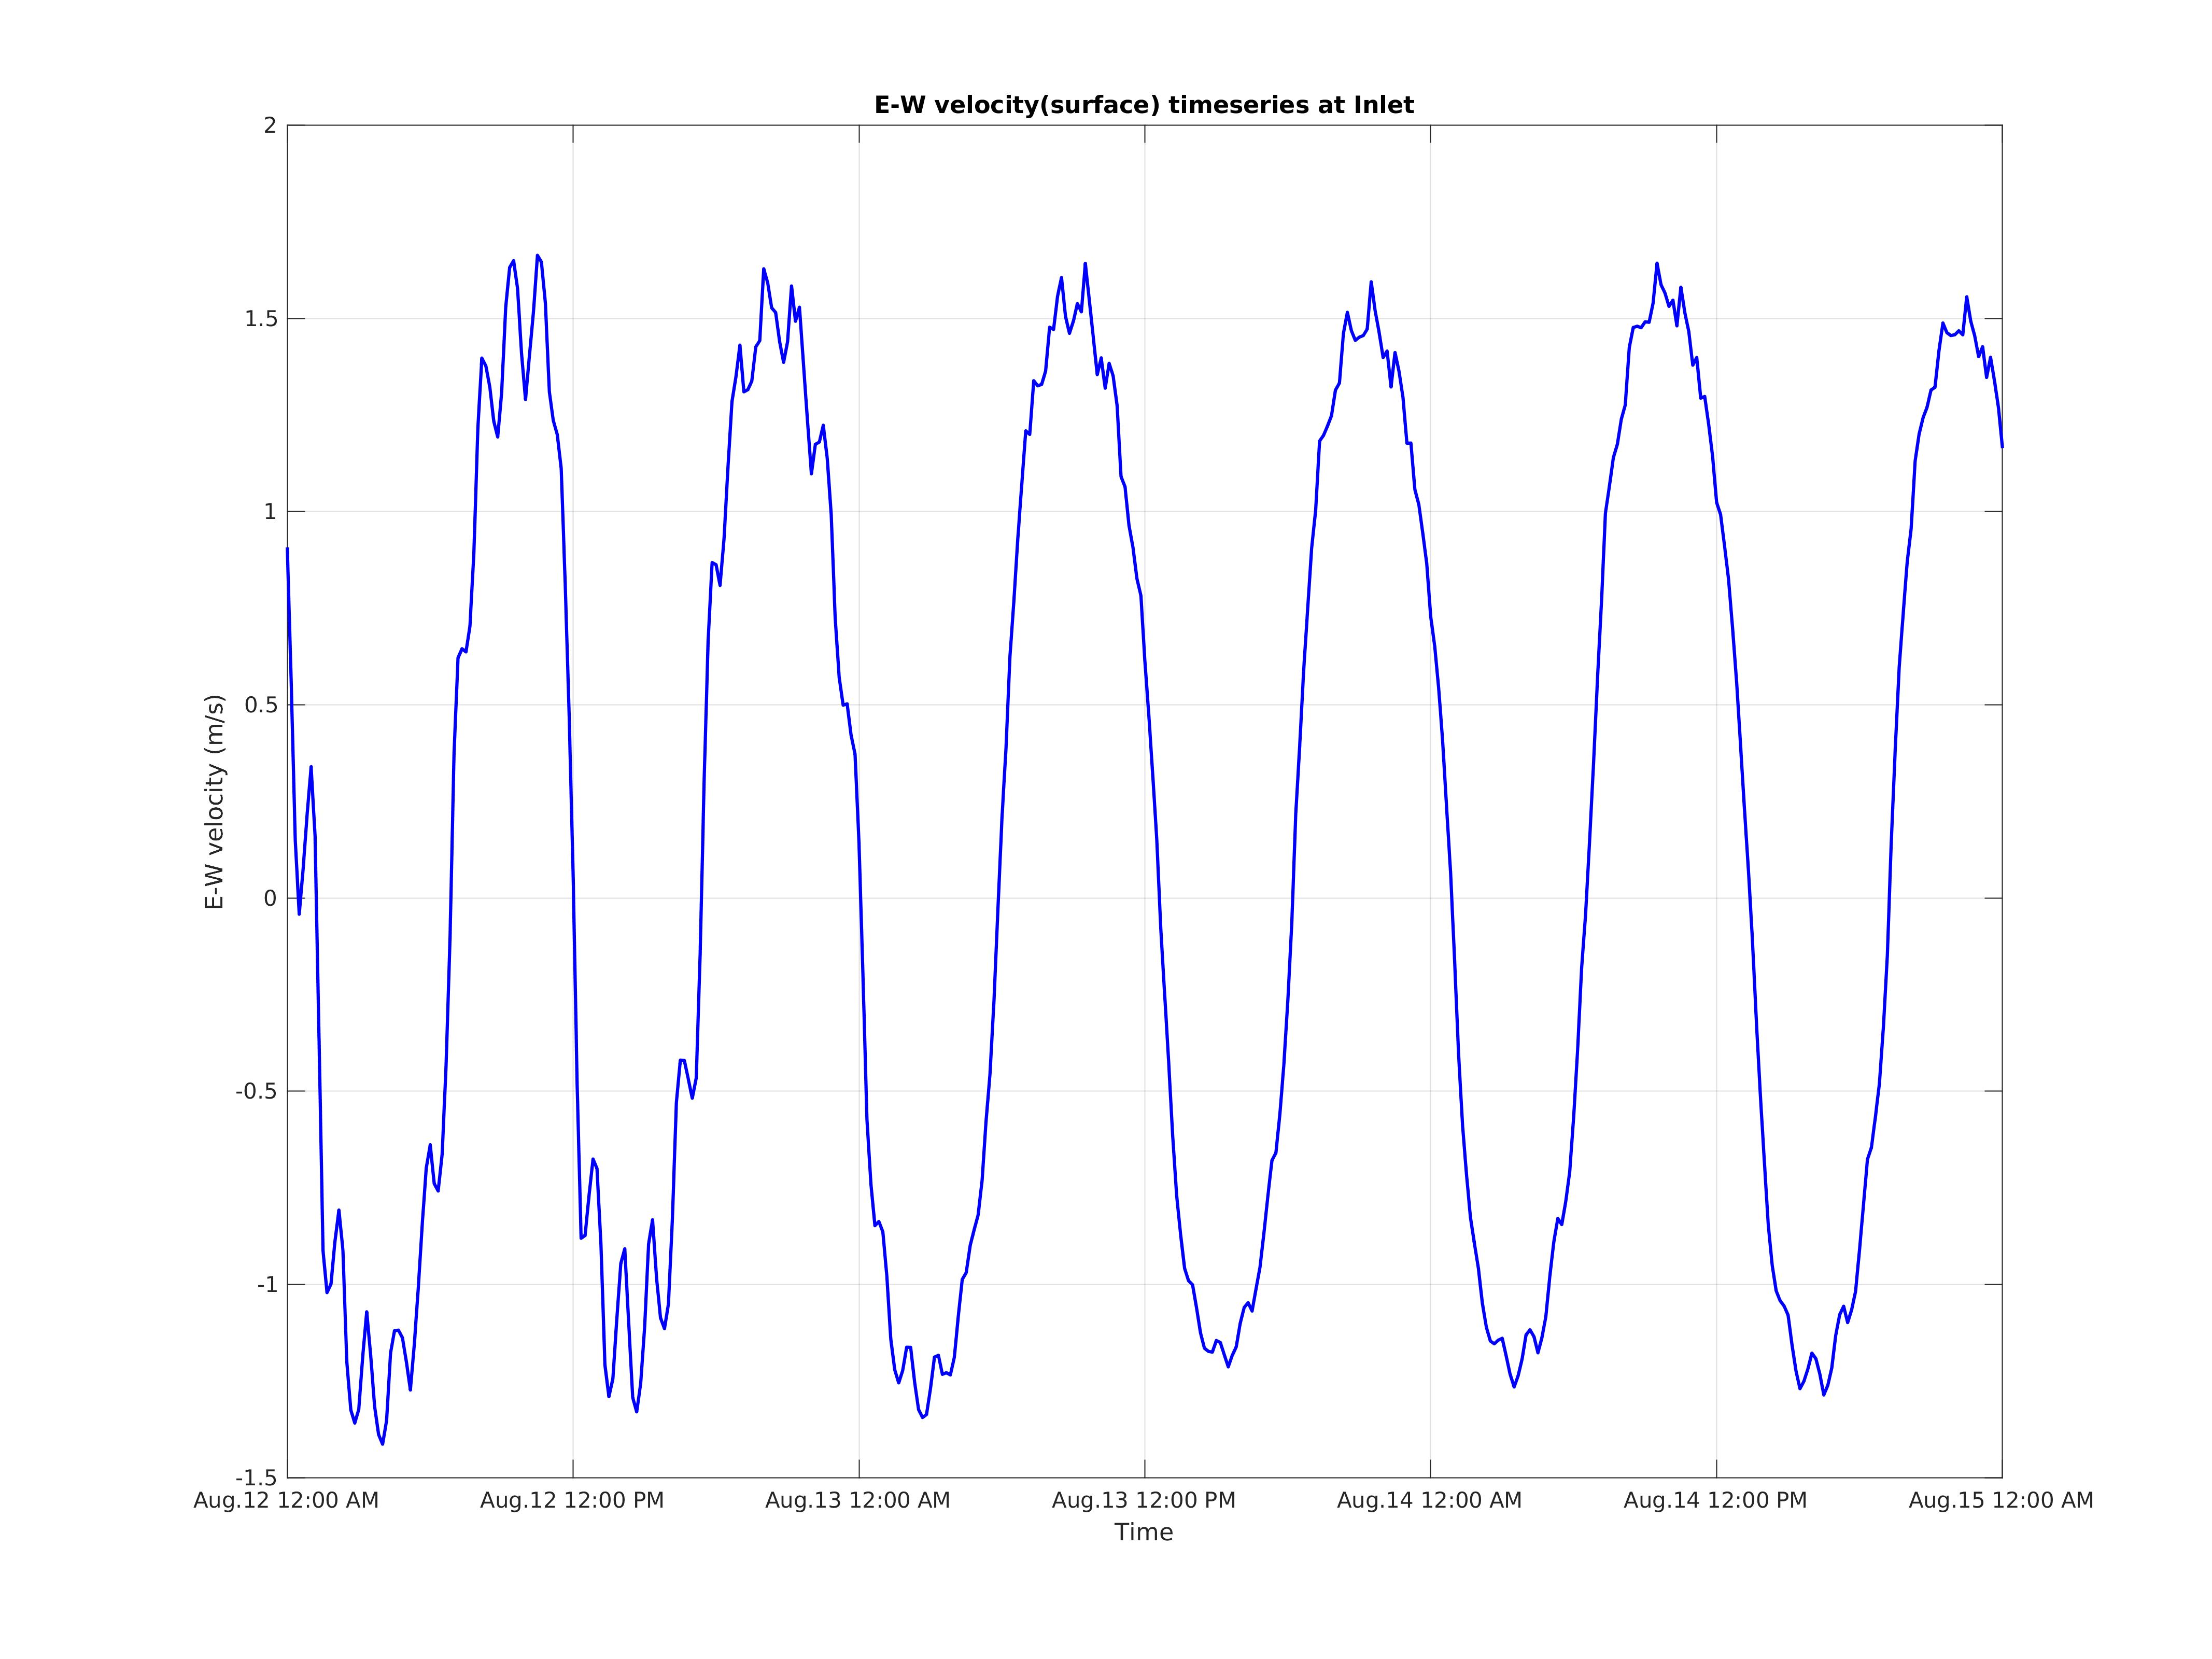 E-W velocity(surface) timeseries at Inlet
E-W velocity (m/s)
2
1.5
1
0.5
0
-0.5
-1
-1.5
Aug.12 12:00 AM
Aug.12 12:00 PM
Aug.13 12:00 AM
Aug.13 12:00 PM
Aug.14 12:00 AM
Aug.14 12:00 PM
Aug.15 12:00 AM
Time